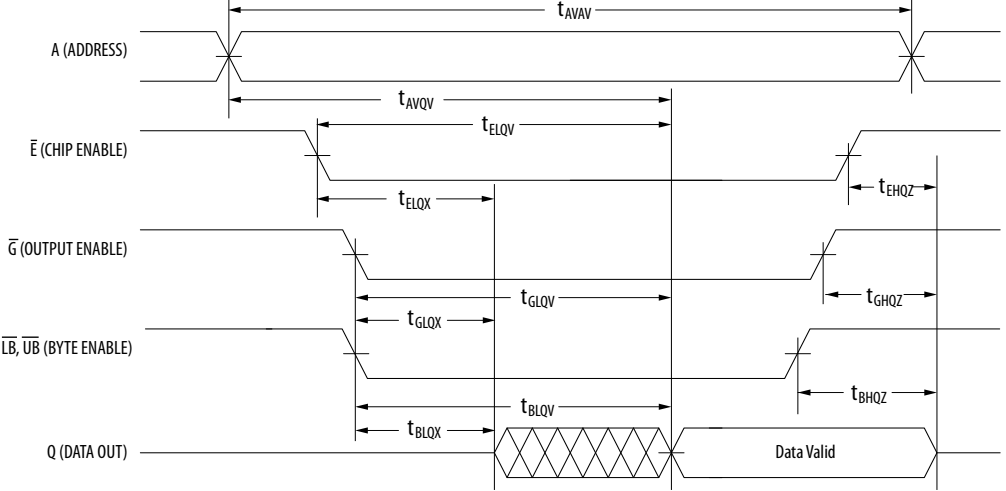 tAVAV
A (ADDRESS)
tAVQV
tELQV
E̅ (CHIP ENABLE)
tEHQZ
tELQX
G̅ (OUTPUT ENABLE)
tGLQV
tGHQZ
tGLQX
L̅B̅, U̅B̅ (BYTE ENABLE)
tBHQZ
tBLQV
tBLQX
Q (DATA OUT)
Data Valid